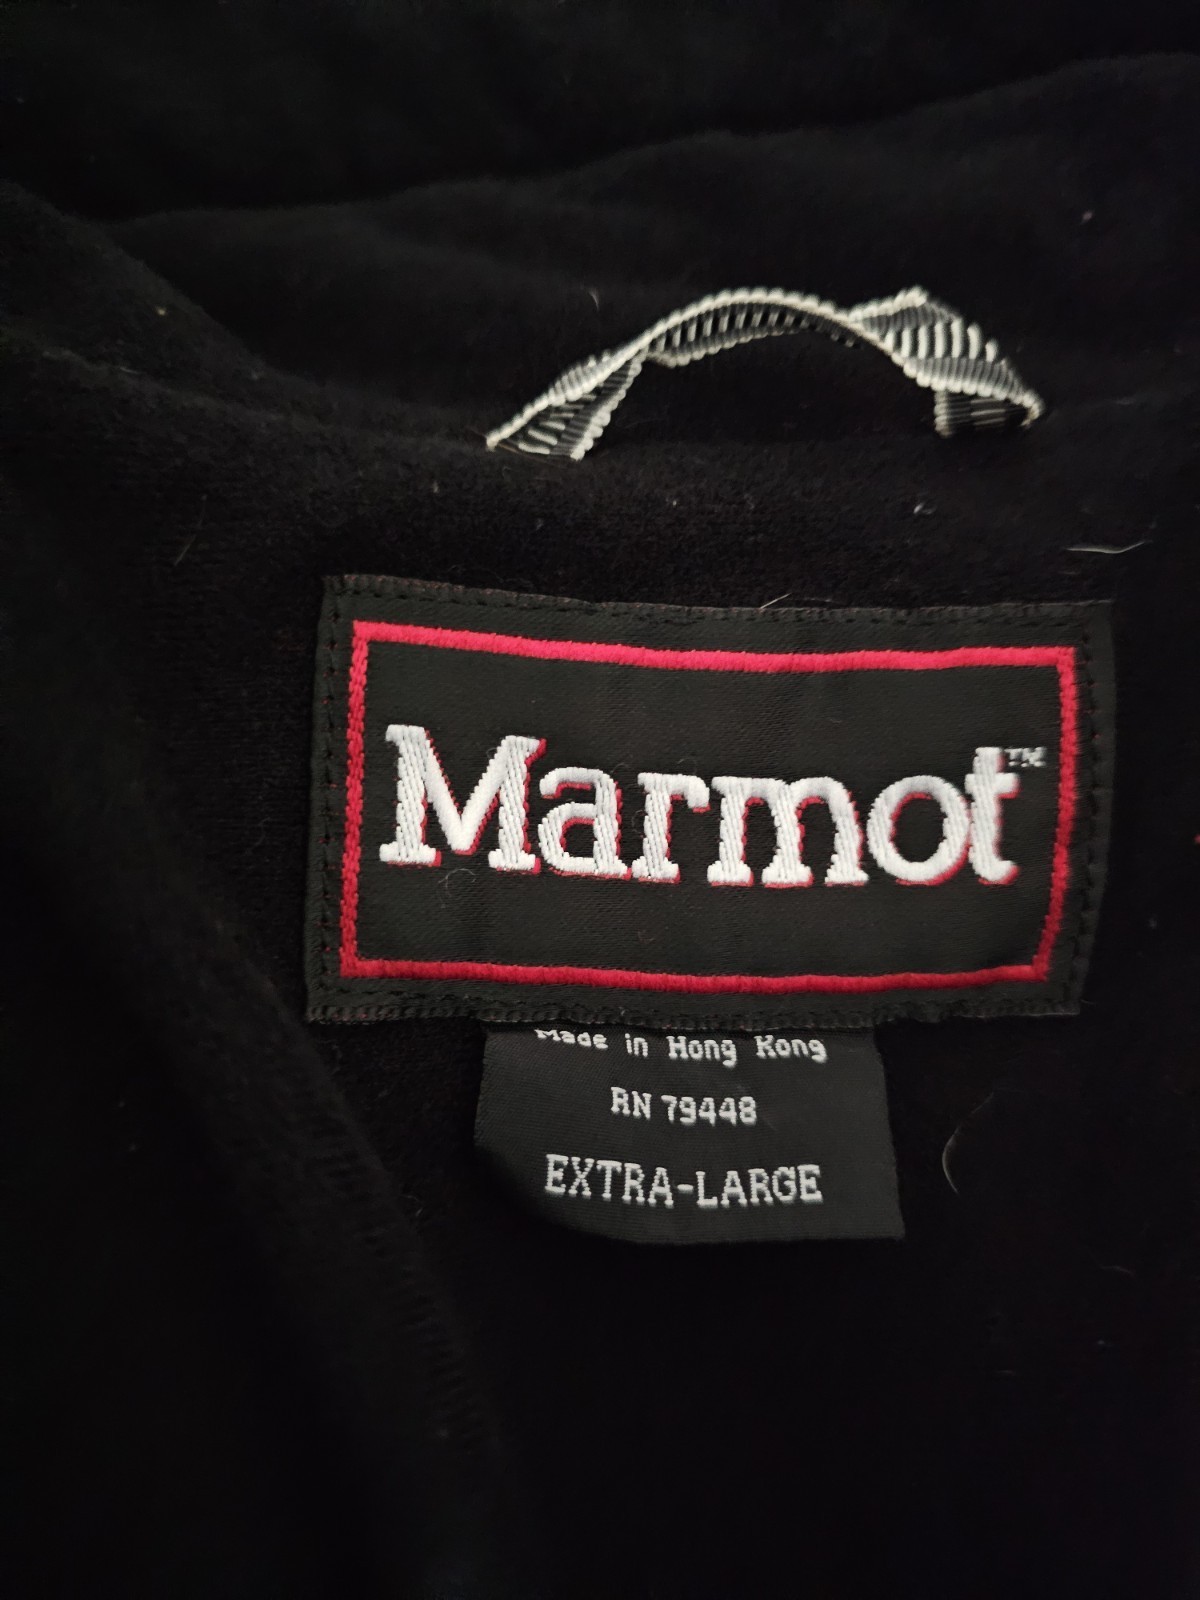 Marmot™
Made in Hong Kong
RN 79448
EXTRA-LARGE